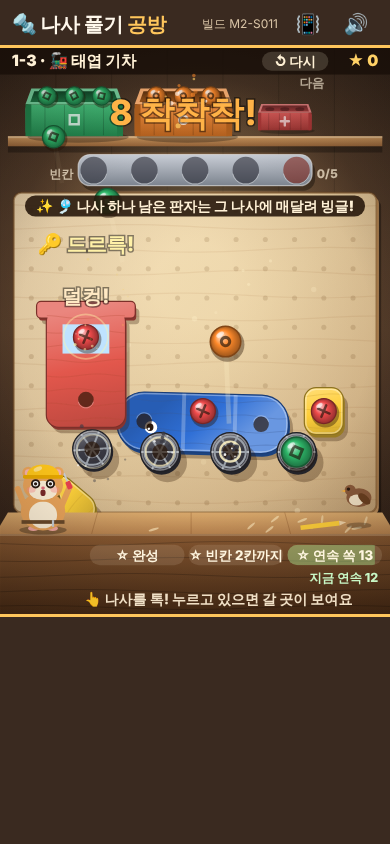 🔩 나사 풀기 공방
빌드 M2-S011
1-3 · 🚂 태엽 기차
다시
★ 0
다음
8 착착착!
빈칸
0/5
✨ 🎐 나사 하나 남은 판자는 그 나사에 매달려 빙글!
🔑 드르륵!
덜컹!
☆ 완성
☆ 빈칸 2칸까지
☆ 연속 쏙 13
지금 연속 12
👆 나사를 톡! 누르고 있으면 갈 곳이 보여요